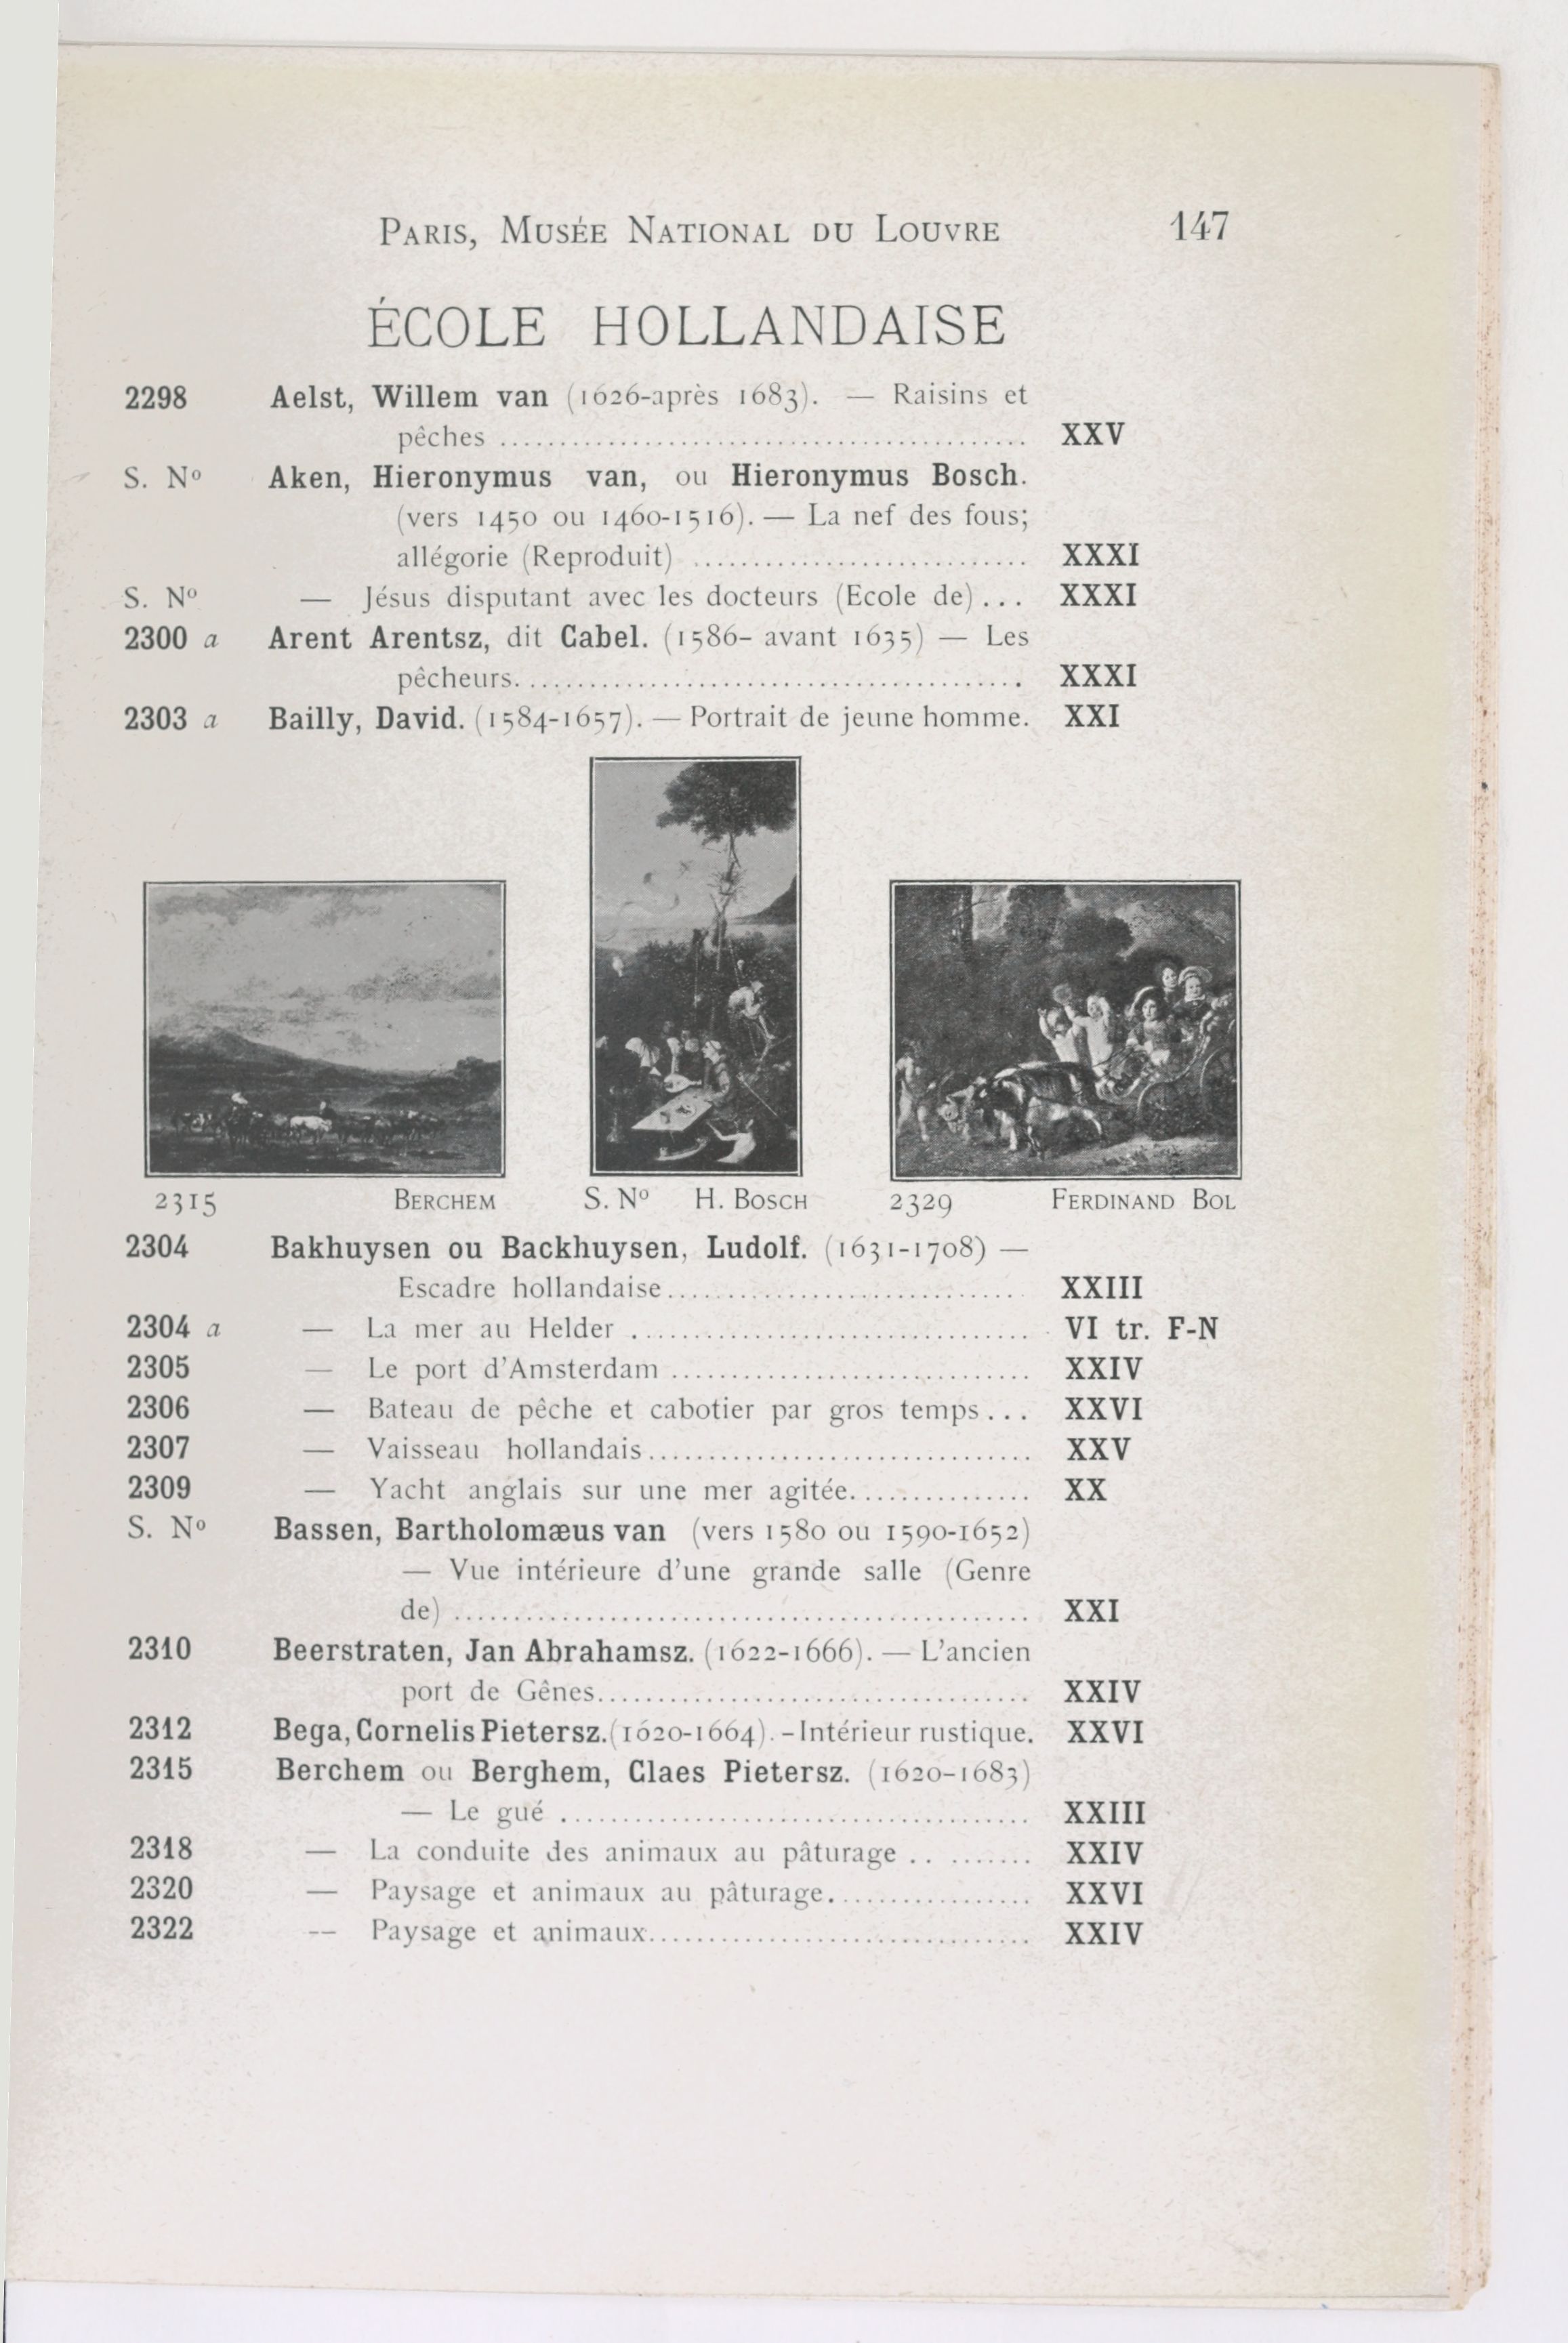 PARIS, MUSÉE NATIONAL DU LOUVRE 147
ÉCOLE HOLLANDAISE
2298 Aelst, Willem van (1626-après 1683). — Raisins et
pêches ........................................ XXV
S. Nº Aken, Hieronymus van, ou Hieronymus Bosch.
(vers 1450 ou 1460-1516). — La nef des fous;
allégorie (Reproduit) ........................... XXXI
S. Nº — Jésus disputant avec les docteurs (Ecole de)... XXXI
2300 a Arent Arentsz, dit Cabel. (1586- avant 1635) — Les
pêcheurs. ........................................ XXXI
2303 a Bailly, David. (1584-1657). — Portrait de jeune homme. XXI
2315 BERCHEM S. Nº H. BOSCH 2329 FERDINAND BOL
2304 Bakhuysen ou Backhuysen, Ludolf. (1631-1708) —
Escadre hollandaise.............................. XXIII
2304 a — La mer au Helder ................................ VI tr. F-N
2305 — Le port d'Amsterdam .............................. XXIV
2306 — Bateau de pêche et cabotier par gros temps... XXVI
2307 — Vaisseau hollandais................................ XXV
2309 — Yacht anglais sur une mer agitée............... XX
S. Nº Bassen, Bartholomæus van (vers 1580 ou 1590-1652)
— Vue intérieure d'une grande salle (Genre
de) ............................................... XXI
2310 Beerstraten, Jan Abrahamsz. (1622-1666). — L'ancien
port de Gênes.................................... XXIV
2312 Bega, Cornelis Pietersz. (1620-1664). – Intérieur rustique. XXVI
2315 Berchem ou Berghem, Claes Pietersz. (1620-1683)
— Le gué ....................................... XXIII
2318 — La conduite des animaux au pâturage .. ........ XXIV
2320 — Paysage et animaux au pâturage................. XXVI
2322 -- Paysage et animaux................................ XXIV